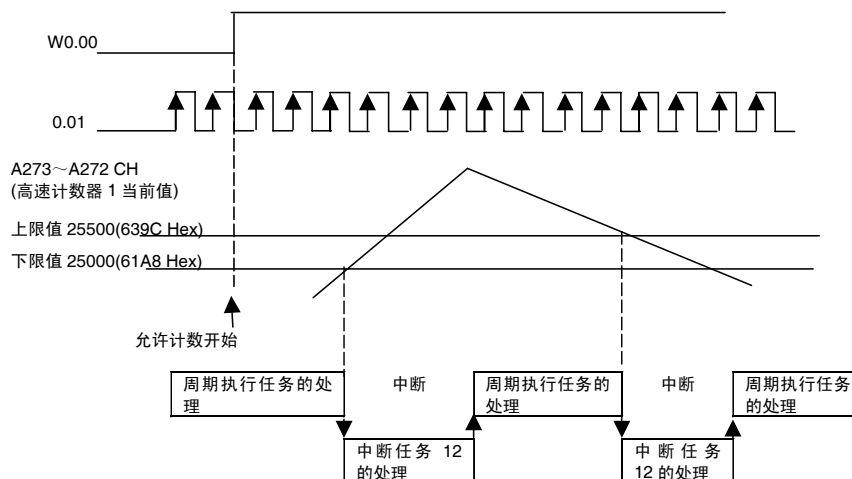 W0.00
0.01
A273～A272 CH
(高速计数器 1 当前值)
上限值 25500(639C Hex)
下限值 25000(61A8 Hex)
允许计数开始
周期执行任务的处
理
中断
周期执行任务的
处理
中断
周期执行任务
的处理
中断任务 12
的处理
中断任务
12 的处理